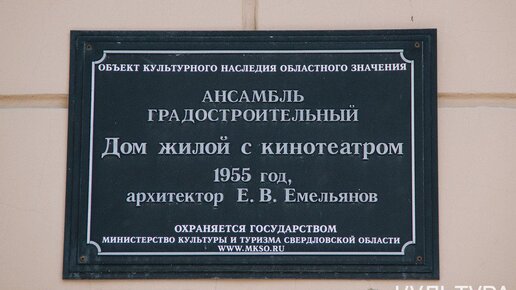 ОБЪЕКТ КУЛЬТУРНОГО НАСЛЕДИЯ ОБЛАСТНОГО ЗНАЧЕНИЯ
АНСАМБЛЬ
ГРАДОСТРОИТЕЛЬНЫЙ
Дом жилой с кинотеатром
1955 год,
архитектор Е. В. Емельянов
ОХРАНЯЕТСЯ ГОСУДАРСТВОМ
МИНИСТЕРСТВО КУЛЬТУРЫ И ТУРИЗМА СВЕРДЛОВСКОЙ ОБЛАСТИ
WWW.MKSO.RU